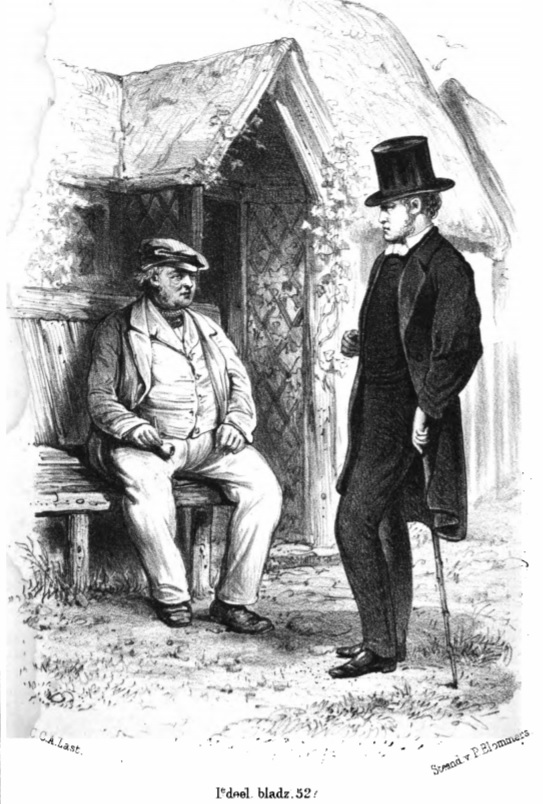 C.A. Last.
Steend. v. P. Blommers
Iᵉ deel. bladz. 52.